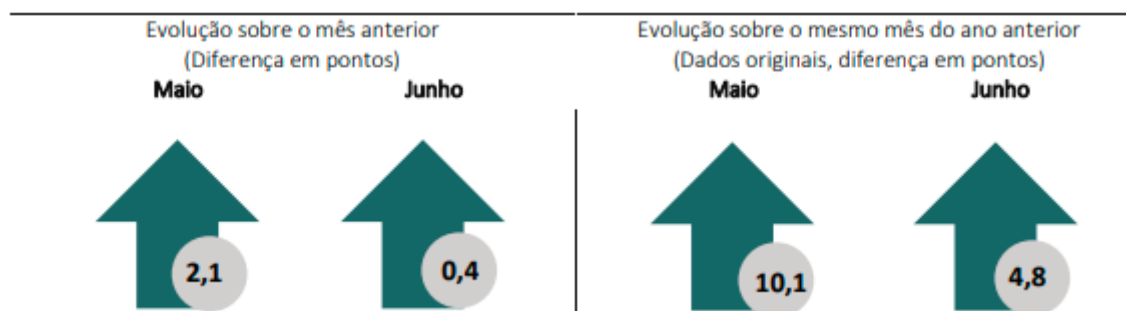 Evolução sobre o mês anterior
(Diferença em pontos)
Maio Junho
2,1 0,4
Evolução sobre o mesmo mês do ano anterior
(Dados originais, diferença em pontos)
Maio Junho
10,1 4,8